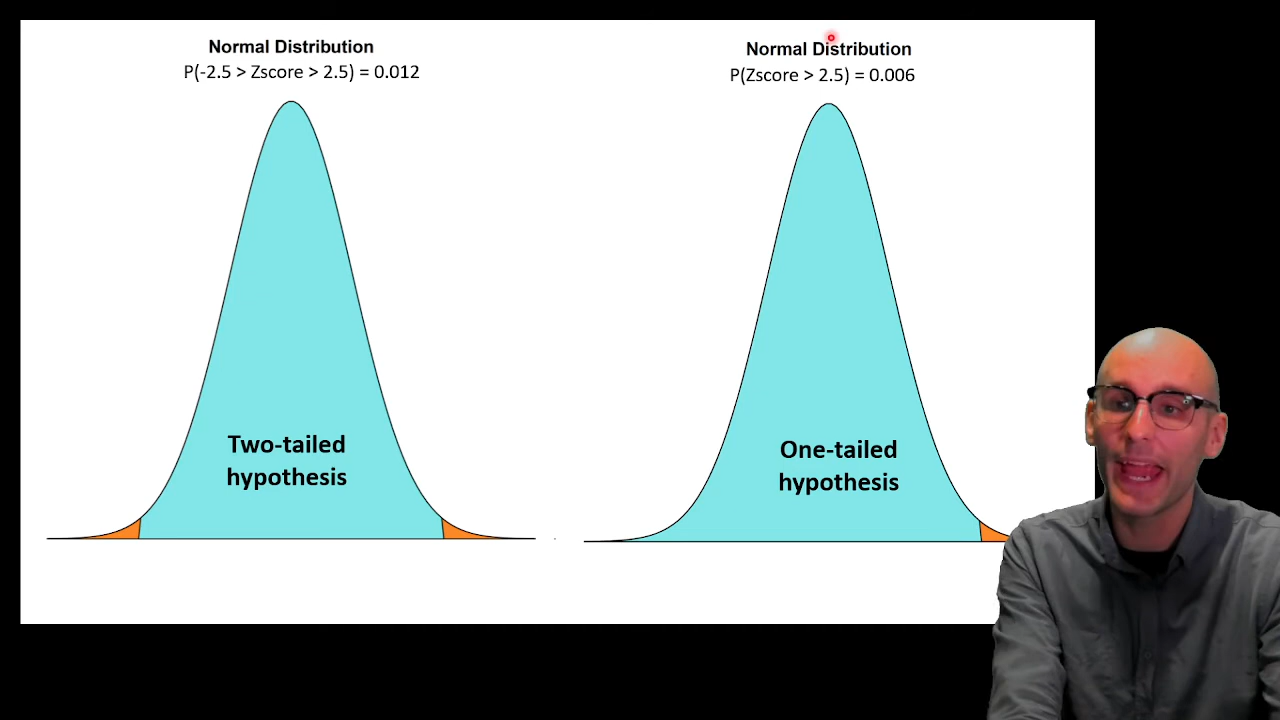 Normal Distribution
P(-2.5 > Zscore > 2.5) = 0.012
Two-tailed
hypothesis
Normal Distribution
P(Zscore > 2.5) = 0.006
One-tailed
hypothesis